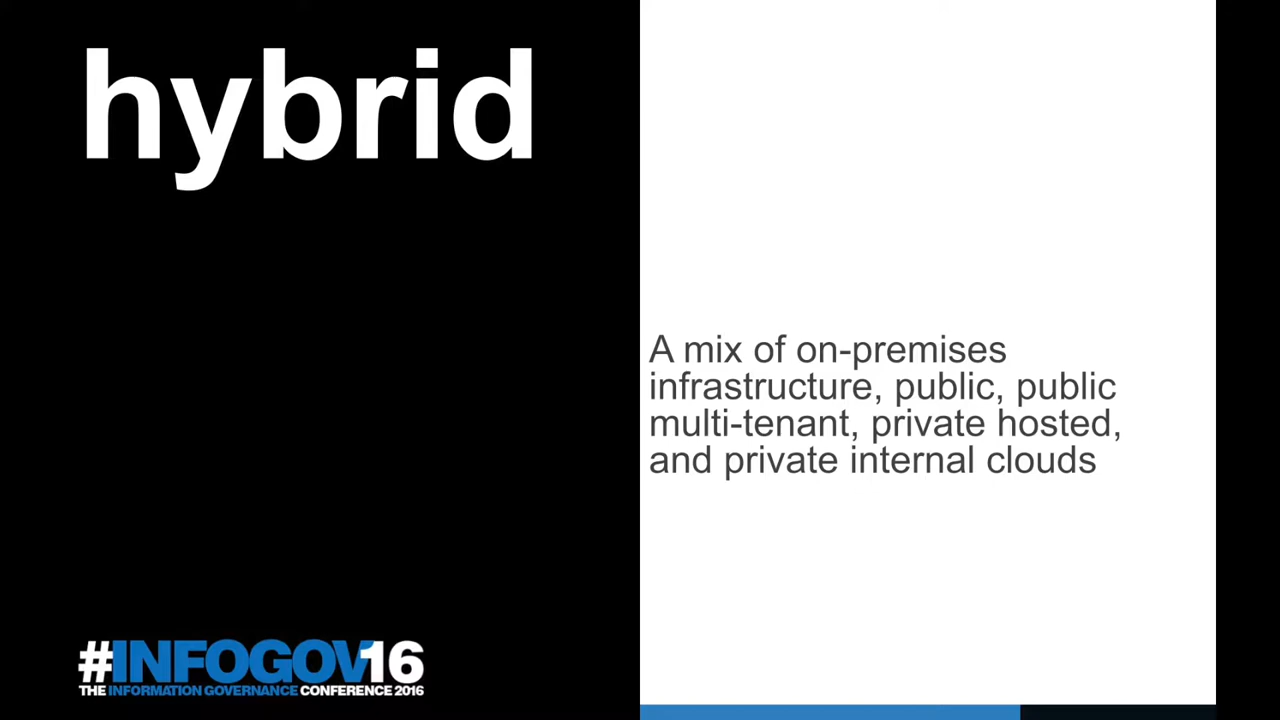 hybrid
A mix of on-premises
infrastructure, public, public
multi-tenant, private hosted,
and private internal clouds
#INFOGOV16
THE INFORMATION GOVERNANCE CONFERENCE 2016